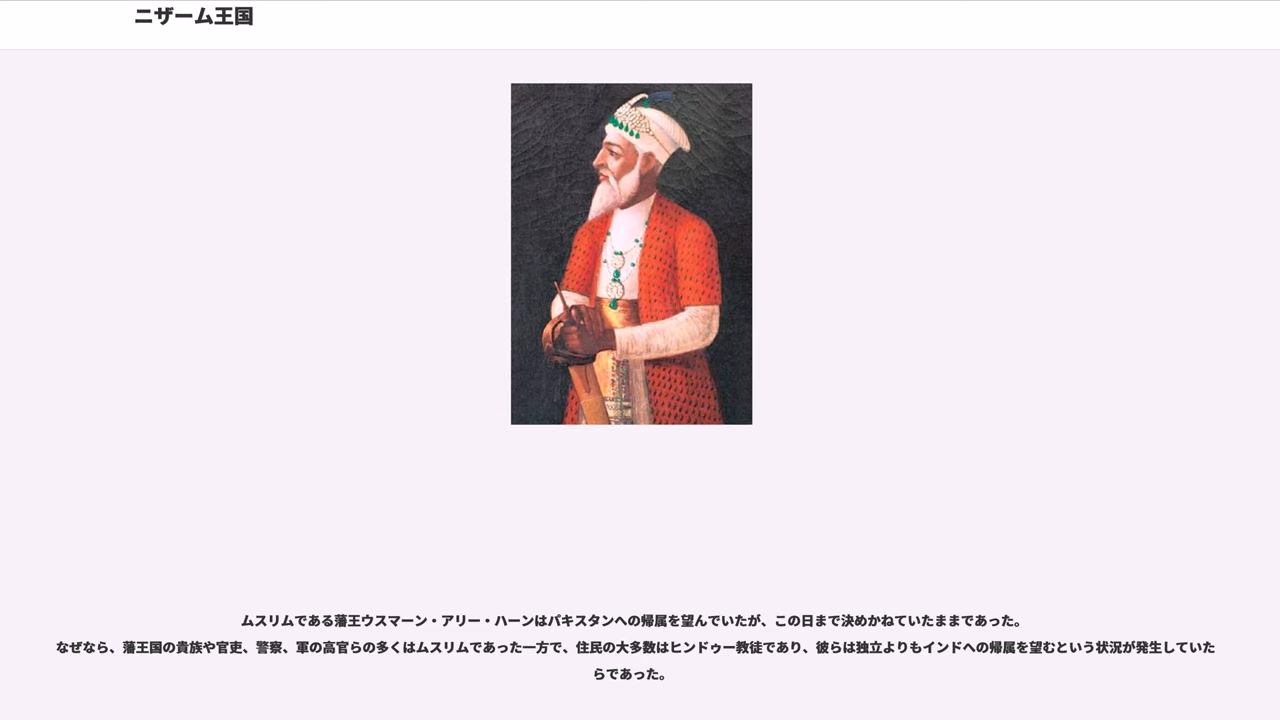 ニザーム王国
ムスリムである藩王ウスマーン・アリー・ハーンはパキスタンへの帰属を望んでいたが、この日まで決めかねていたままであった。
なぜなら、藩王国の貴族や官吏、警察、軍の高官らの多くはムスリムであった一方で、住民の大多数はヒンドゥー教徒であり、彼らは独立よりもインドへの帰属を望むという状況が発生していた
らであった。